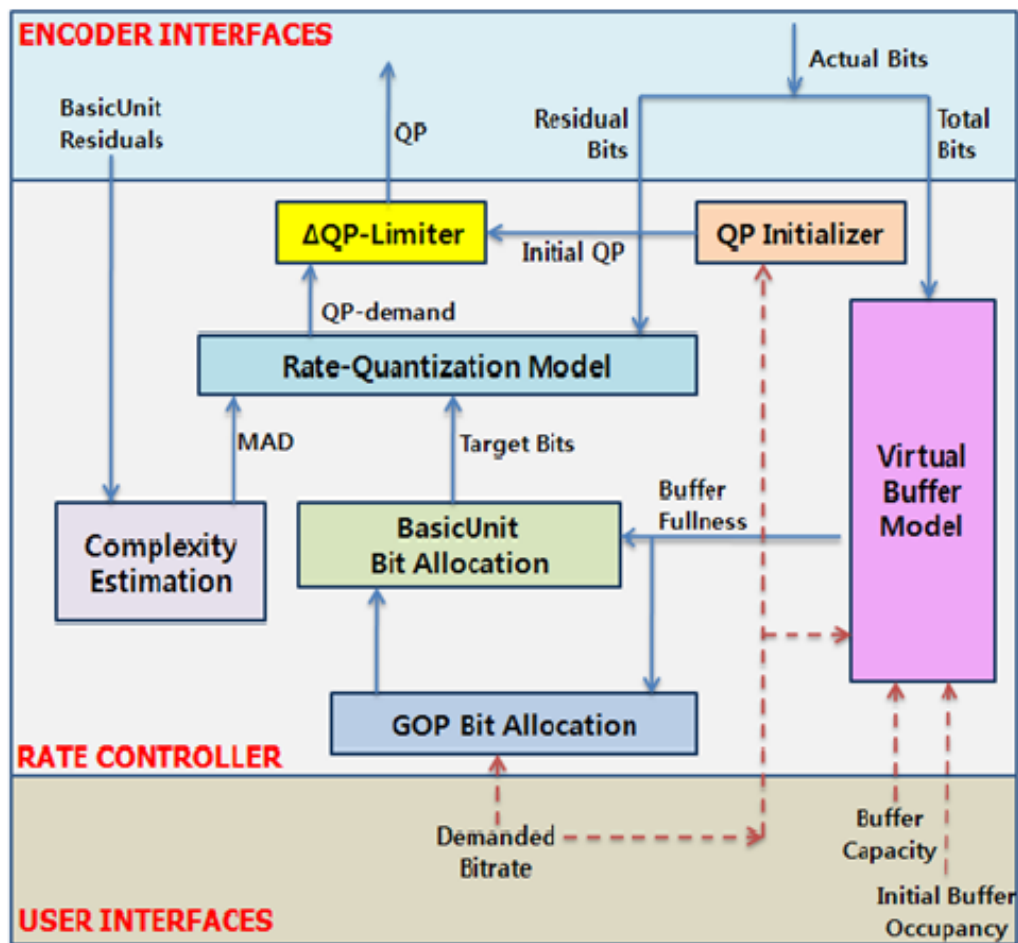 ENCODER INTERFACES
Actual Bits
BasicUnit
Residuals
QP
Residual
Bits
Total
Bits
ΔQP-Limiter
Initial QP
QP Initializer
QP-demand
Rate-Quantization Model
MAD
Target Bits
Virtual
Buffer
Model
Buffer
Fullness
Complexity
Estimation
BasicUnit
Bit Allocation
GOP Bit Allocation
RATE CONTROLLER
Demanded
Bitrate
Buffer
Capacity
Initial Buffer
Occupancy
USER INTERFACES